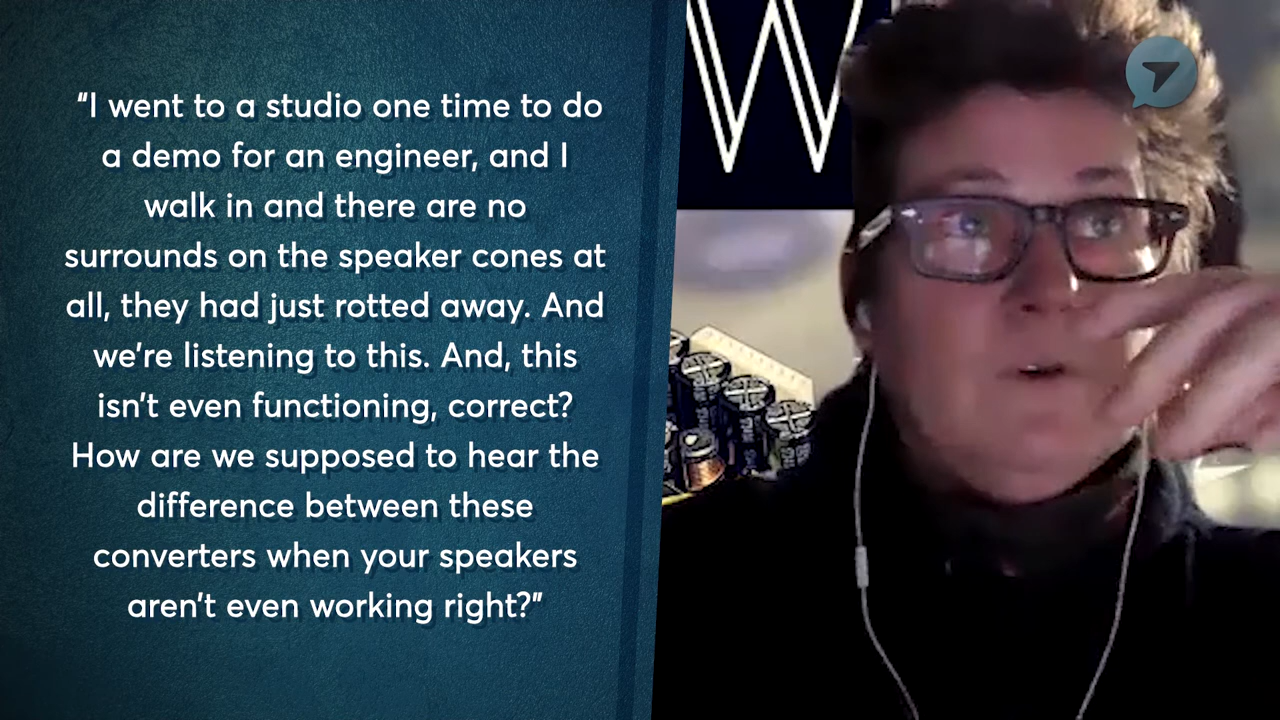 “I went to a studio one time to do
a demo for an engineer, and I
walk in and there are no
surrounds on the speaker cones at
all, they had just rotted away. And
we’re listening to this. And, this
isn’t even functioning, correct?
How are we supposed to hear the
difference between these
converters when your speakers
aren’t even working right?”
W